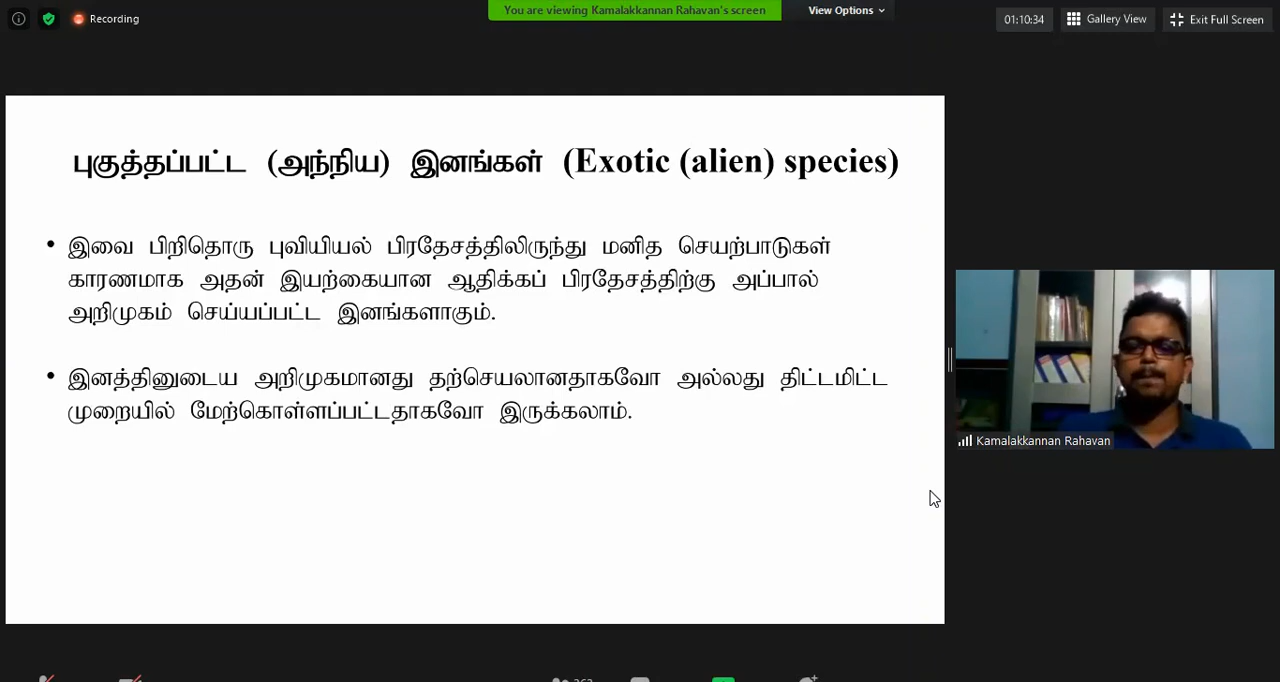 Recording
You are viewing Kamalakkannan Rahavan's screen
View Options
01:10:34
Gallery View
Exit Full Screen
புகுத்தப்பட்ட (அந்நிய) இனங்கள் (Exotic (alien) species)
• இவை பிறிதொரு புவியியல் பிரதேசத்திலிருந்து மனித செயற்பாடுகள்
காரணமாக அதன் இயற்கையான ஆதிக்கப் பிரதேசத்திற்கு அப்பால்
அறிமுகம் செய்யப்பட்ட இனங்களாகும்.
• இனத்தினுடைய அறிமுகமானது தற்செயலானதாகவோ அல்லது திட்டமிட்ட
முறையில் மேற்கொள்ளப்பட்டதாகவோ இருக்கலாம்.
Kamalakkannan Rahavan